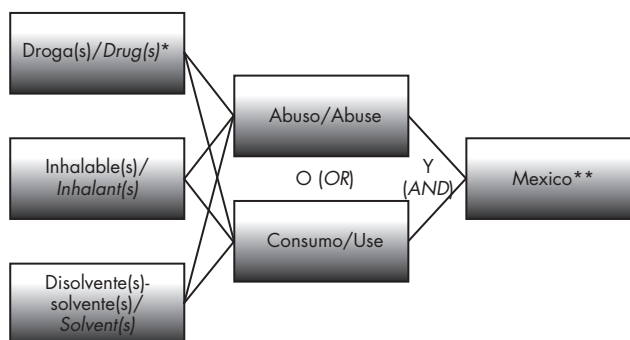 Droga(s)/Drug(s)*
Inhalable(s)/
Inhalant(s)
Disolvente(s)-
solvente(s)/
Solvent(s)
Abuso/Abuse
O (OR)
Consumo/Use
Y
(AND)
Mexico**